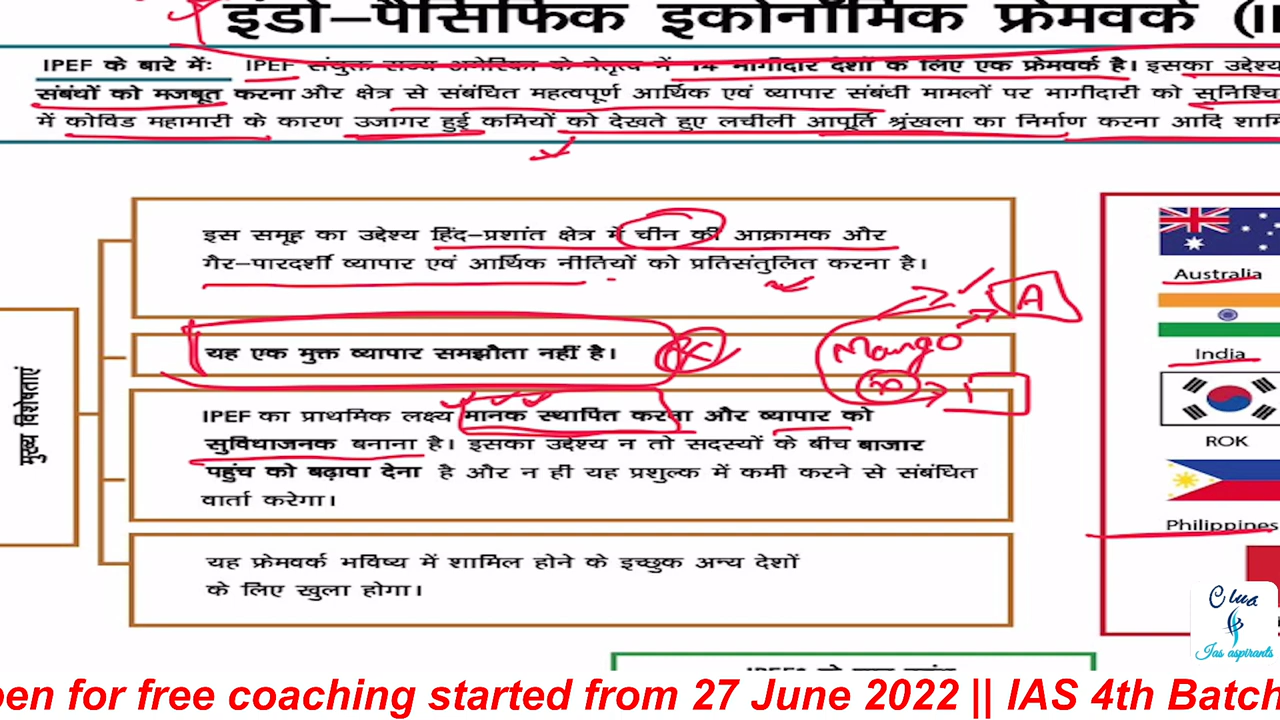 इंडो–पैसिफिक इकोनॉमिक फ्रेमवर्क
IPEF के बारे मेंः IPEF संयुक्त राज्य अमेरिका के नेतृत्व में 14 भागीदार देशों के लिए एक फ्रेमवर्क है। इसका उद्देश्य
संबंधों को मजबूत करना और क्षेत्र से संबंधित महत्वपूर्ण आर्थिक एवं व्यापार संबंधी मामलों पर भागीदारी को
में कोविड महामारी के कारण उजागर हुई कमियों को देखते हुए लचीली आपूर्ति श्रृंखला का निर्माण करना आदि
इस समूह का उद्देश्य हिंद–प्रशांत क्षेत्र में चीन की आक्रामक और
गैर–पारदर्शी व्यापार एवं आर्थिक नीतियों को प्रतिसंतुलित करना है।
यह एक मुक्त व्यापार समझौता नहीं है।
IPEF का प्राथमिक लक्ष्य मानक स्थापित करना और व्यापार को
सुविधाजनक बनाना है। इसका उद्देश्य न तो सदस्यों के बीच बाजार
पहुंच को बढ़ावा देना है और न ही यह प्रशुल्क में कमी करने से संबंधित
वार्ता करेगा।
यह फ्रेमवर्क भविष्य में शामिल होने के इच्छुक अन्य देशों
के लिए खुला होगा।
मुख्य विशेषताएं
Mango
A
Australia
India
ROK
Philippines
Ias aspirants
for free coaching started from 27 June 2022 || IAS 4th Batch